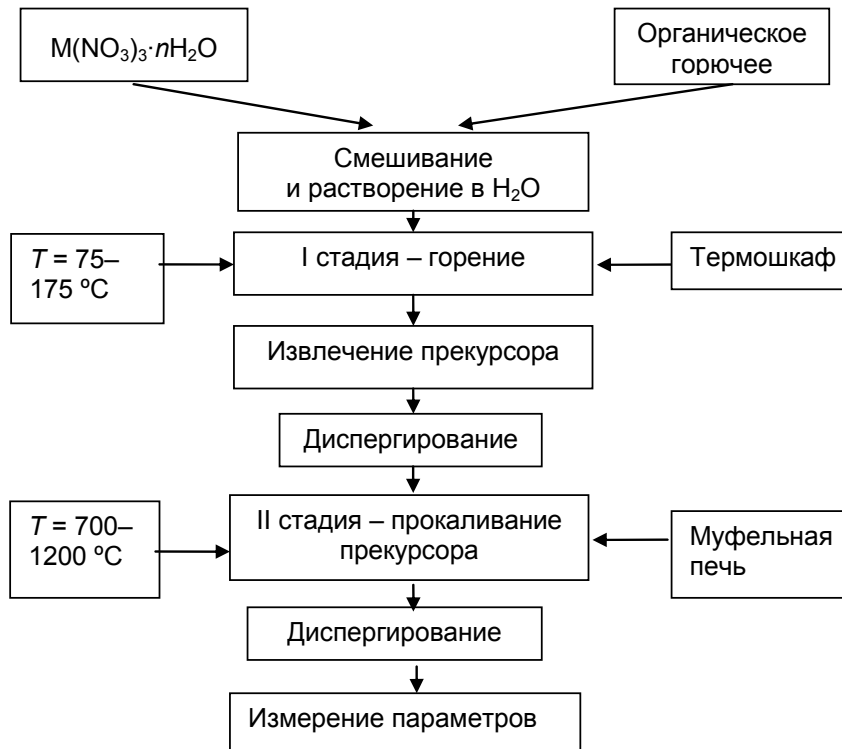 M(NO₃)₃·nH₂O
Органическое
горючее
Смешивание
и растворение в H₂O
T = 75–
175 ºC
I стадия – горение
Термошкаф
Извлечение прекурсора
Диспергирование
T = 700–
1200 ºC
II стадия – прокаливание
прекурсора
Муфельная
печь
Диспергирование
Измерение параметров